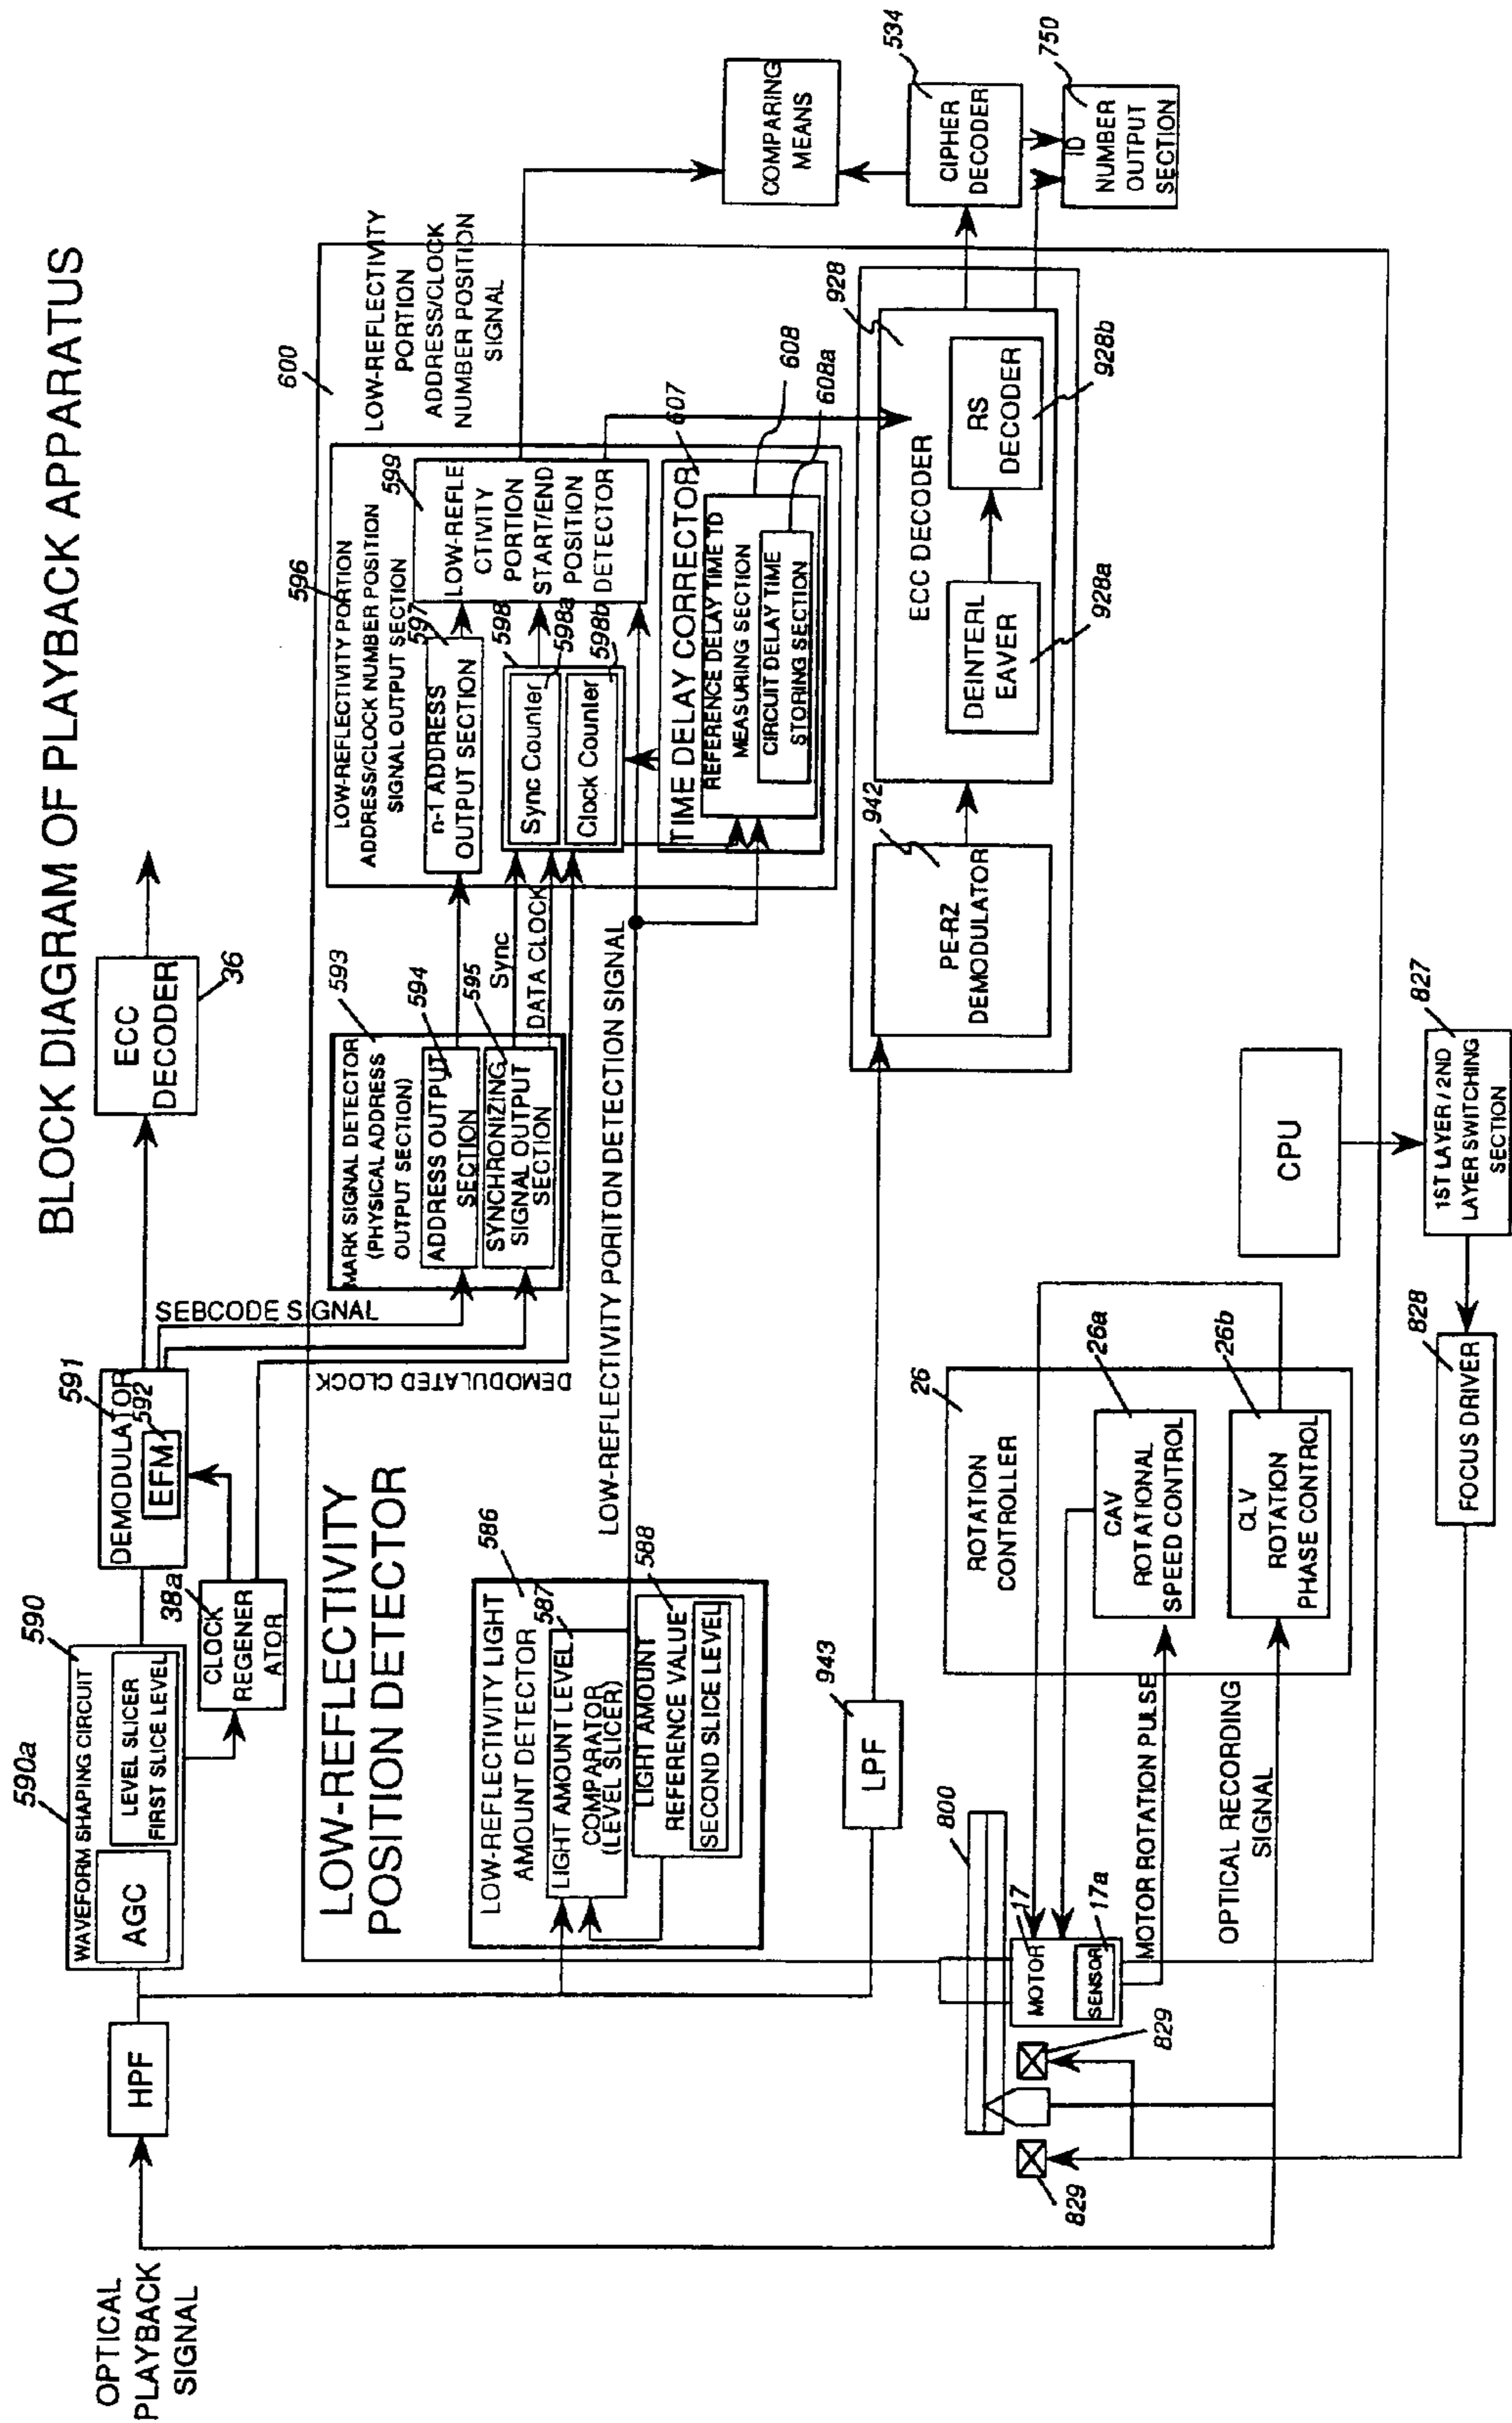 BLOCK DIAGRAM OF PLAYBACK APPARATUS
OPTICAL
PLAYBACK
SIGNAL
HPF
590a
590
WAVEFORM SHAPING CIRCUIT
AGC
LEVEL SLICER
FIRST SLICE LEVEL
38a
CLOCK
REGENER
ATOR
591
DEMODULATOR
592
EFM
ECC
DECODER
36
SEBCODE SIGNAL
DEMODULATED CLOCK
LOW-REFLECTIVITY
POSITION DETECTOR
600
586
LOW-REFLECTIVITY LIGHT
AMOUNT DETECTOR
587
LIGHT AMOUNT LEVEL
COMPARATOR
(LEVEL SLICER)
588
LIGHT AMOUNT
REFERENCE VALUE
SECOND SLICE LEVEL
LOW-REFLECTIVITY PORITON DETECTION SIGNAL
593
MARK SIGNAL DETECTOR
(PHYSICAL ADDRESS
OUTPUT SECTION)
594
ADDRESS OUTPUT
SECTION
595
SYNCHRONIZING
SIGNAL OUTPUT
SECTION
Sync
DATA CLOCK
596
LOW-REFLECTIVITY PORTION
ADDRESS/CLOCK NUMBER POSITION
SIGNAL OUTPUT SECTION
597
n-1 ADDRESS
OUTPUT SECTION
598
598a
Sync Counter
598b
Clock Counter
599
LOW-REFLE
CTIVITY
PORTION
START/END
POSITION
DETECTOR
607
TIME DELAY CORRECTOR
608
REFERENCE DELAY TIME TD
MEASURING SECTION
608a
CIRCUIT DELAY TIME
STORING SECTION
LOW-REFLECTIVITY
PORTION
ADDRESS/CLOCK
NUMBER POSITION
SIGNAL
COMPARING
MEANS
534
CIPHER
DECODER
750
ID
NUMBER
OUTPUT
SECTION
943
LPF
942
PE-RZ
DEMODULATOR
928
ECC DECODER
DEINTERL
EAVER
928a
RS
DECODER
928b
800
17
MOTOR
17a
SENSOR
829
829
MOTOR ROTATION PULSE
OPTICAL RECORDING
SIGNAL
26
ROTATION
CONTROLLER
26a
CAV
ROTATIONAL
SPEED CONTROL
26b
CLV
ROTATION
PHASE CONTROL
CPU
827
1ST LAYER / 2ND
LAYER SWITCHING
SECTION
828
FOCUS DRIVER